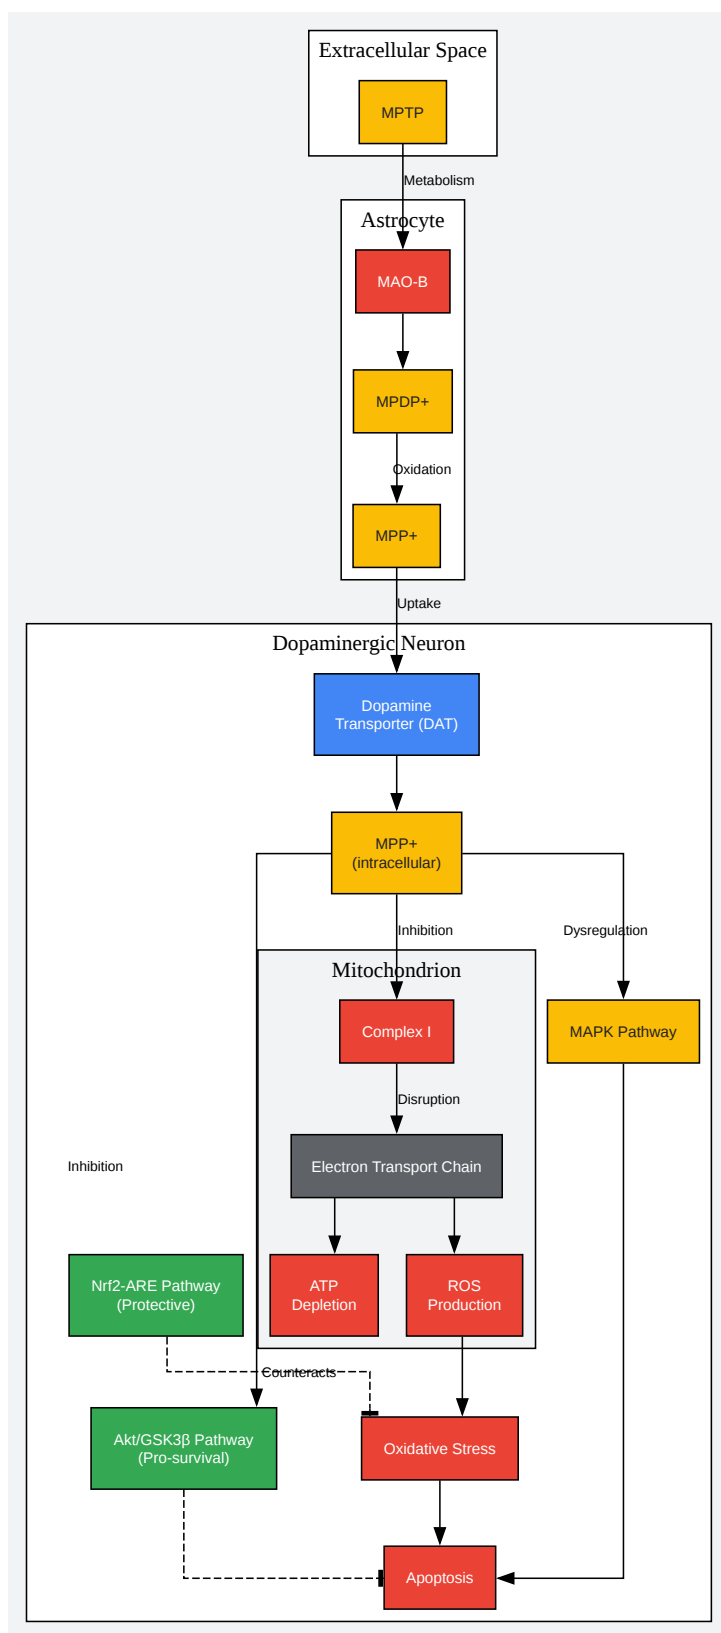 Extracellular Space
MPTP
Metabolism
Astrocyte
MAO-B
MPDP+
Oxidation
MPP+
Uptake
Dopaminergic Neuron
Dopamine
Transporter (DAT)
MPP+
(intracellular)
Inhibition
Dysregulation
Mitochondrion
Complex I
MAPK Pathway
Disruption
Electron Transport Chain
Inhibition
Nrf2-ARE Pathway
(Protective)
ATP
Depletion
ROS
Production
Counteracts
Akt/GSK3β Pathway
(Pro-survival)
Oxidative Stress
Apoptosis